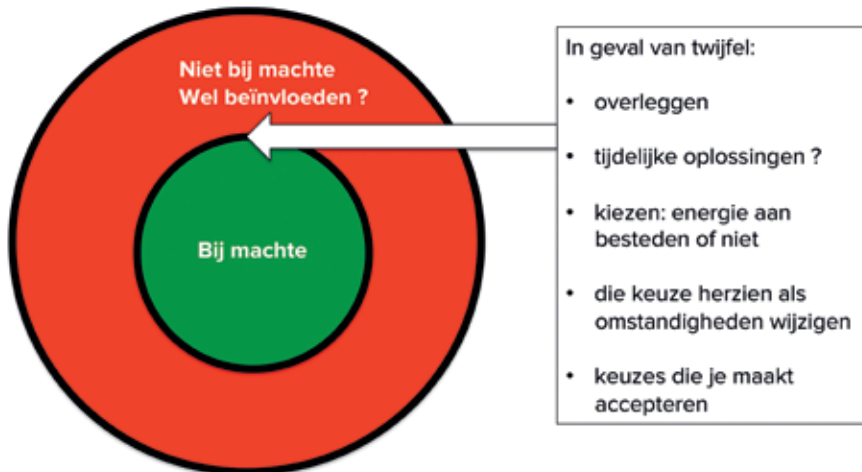 Niet bij machte
Wel beïnvloeden ?
Bij machte
In geval van twijfel:
• overleggen
• tijdelijke oplossingen ?
• kiezen: energie aan
besteden of niet
• die keuze herzien als
omstandigheden wijzigen
• keuzes die je maakt
accepteren